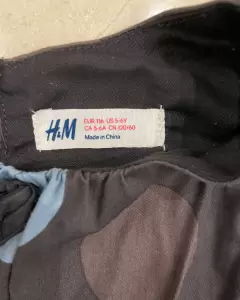 H&M
EUR 116 US 5-6Y
CA 5-6A CN 120/60
Made in China